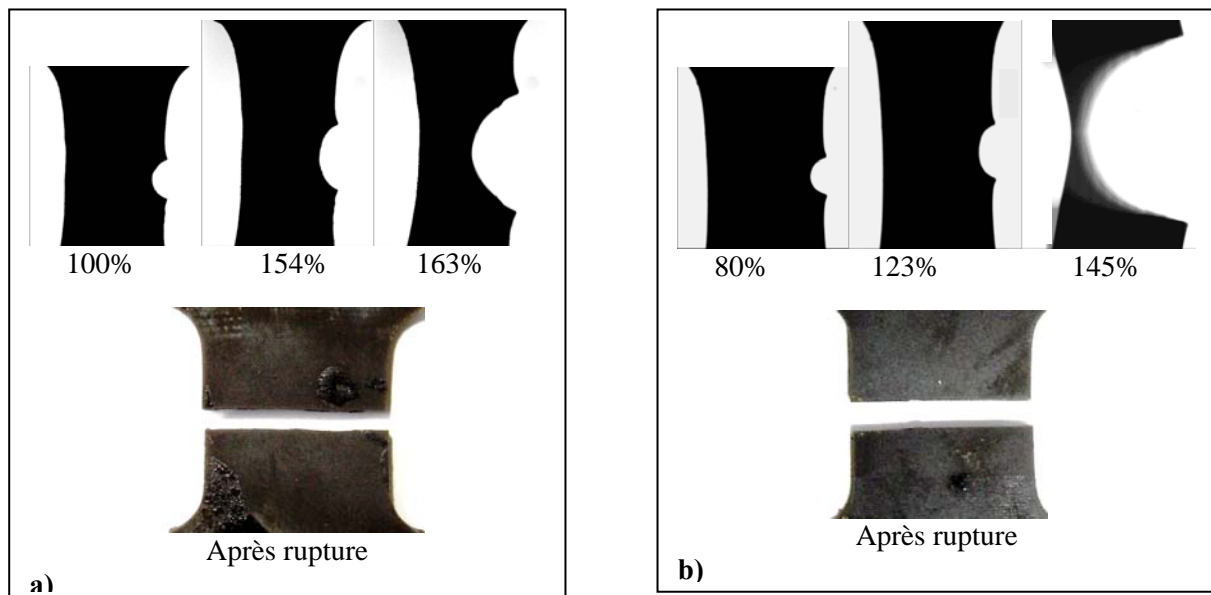 100% 154% 163%
Après rupture
a)
80% 123% 145%
Après rupture
b)